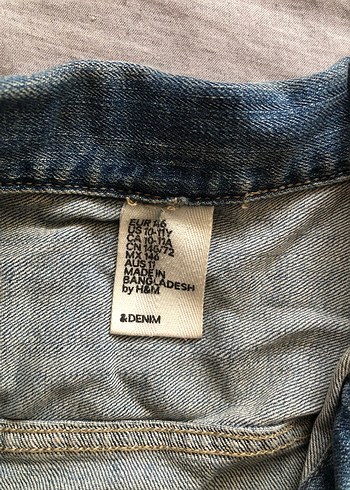 EUR 146
US 10-11Y
CA 10-11A
CN 146/72
MX 146
AUS 11
MADE IN
BANGLADESH
by H&M
&DENIM